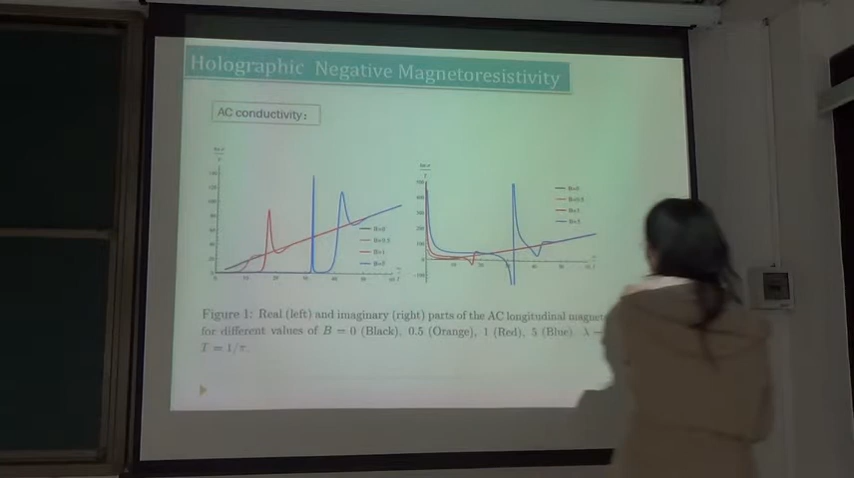 Holographic Negative Magnetoresistivity
AC conductivity:
B=0
B=0.5
B=1
B=5
B=0
B=0.5
B=1
B=5
Figure 1: Real (left) and imaginary (right) parts of the AC longitudinal
for different values of B = 0 (Black), 0.5 (Orange), 1 (Red), 5 (Blue).
T = 1/π.